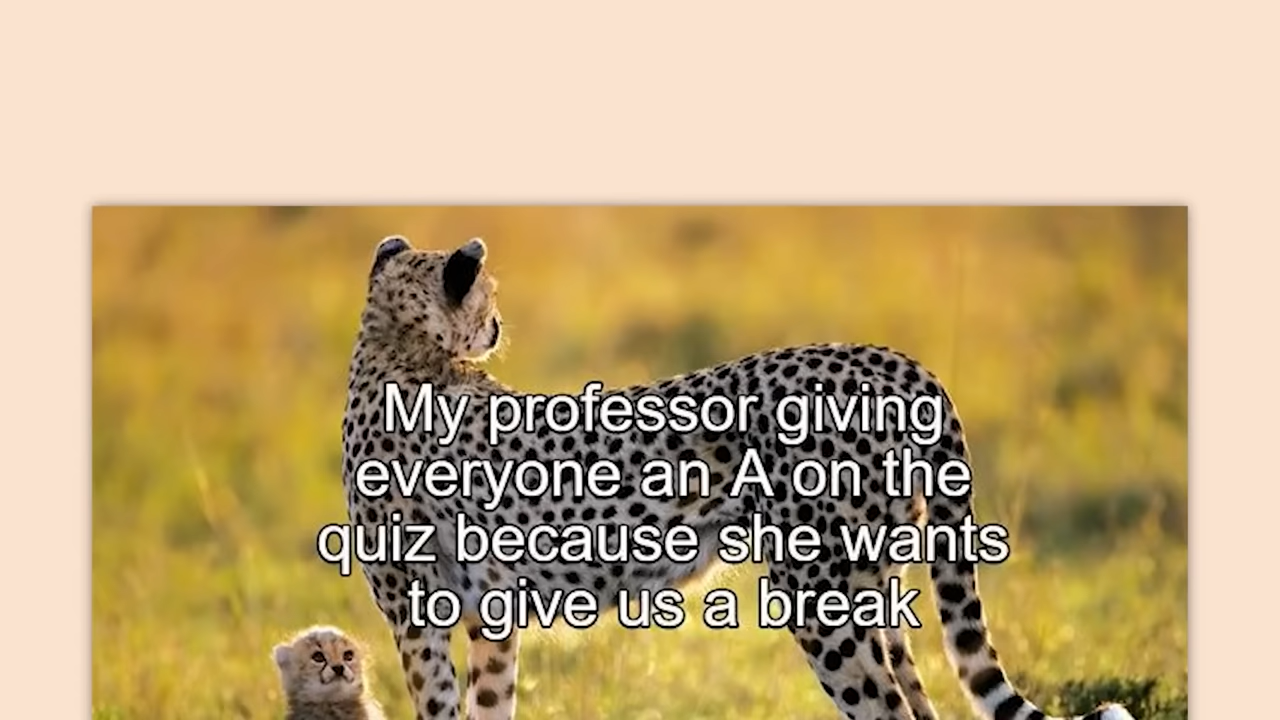 My professor giving
everyone an A on the
quiz because she wants
to give us a break